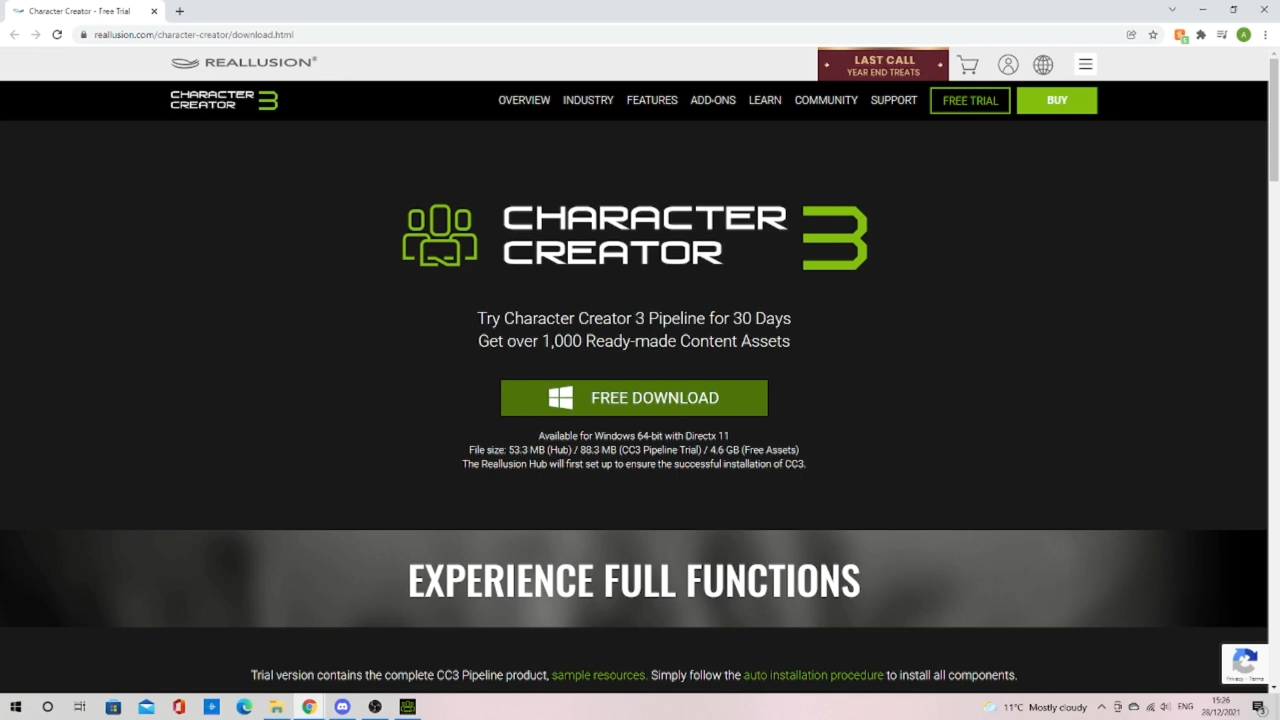 Character Creator - Free Trial
reallusion.com/character-creator/download.html
A
REALLUSION®
LAST CALL
YEAR END TREATS
CHARACTER
CREATOR 3
OVERVIEW INDUSTRY FEATURES ADD-ONS LEARN COMMUNITY SUPPORT FREE TRIAL BUY
CHARACTER
CREATOR 3
Try Character Creator 3 Pipeline for 30 Days
Get over 1,000 Ready-made Content Assets
FREE DOWNLOAD
Available for Windows 64-bit with Directx 11
File size: 53.3 MB (Hub) / 88.3 MB (CC3 Pipeline Trial) / 4.6 GB (Free Assets)
The Reallusion Hub will first set up to ensure the successful installation of CC3.
EXPERIENCE FULL FUNCTIONS
Trial version contains the complete CC3 Pipeline product, sample resources. Simply follow the auto installation procedure to install all components.
Privacy - Terms
11°C Mostly cloudy
ENG
15:26
28/12/2021
3